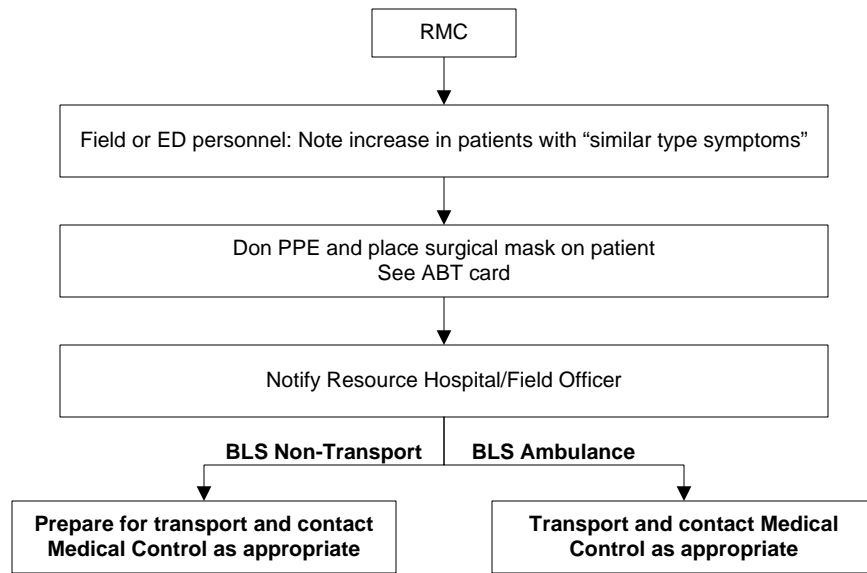 RMC
Field or ED personnel: Note increase in patients with “similar type symptoms”
Don PPE and place surgical mask on patient
See ABT card
Notify Resource Hospital/Field Officer
BLS Non-Transport
BLS Ambulance
Prepare for transport and contact
Medical Control as appropriate
Transport and contact Medical
Control as appropriate